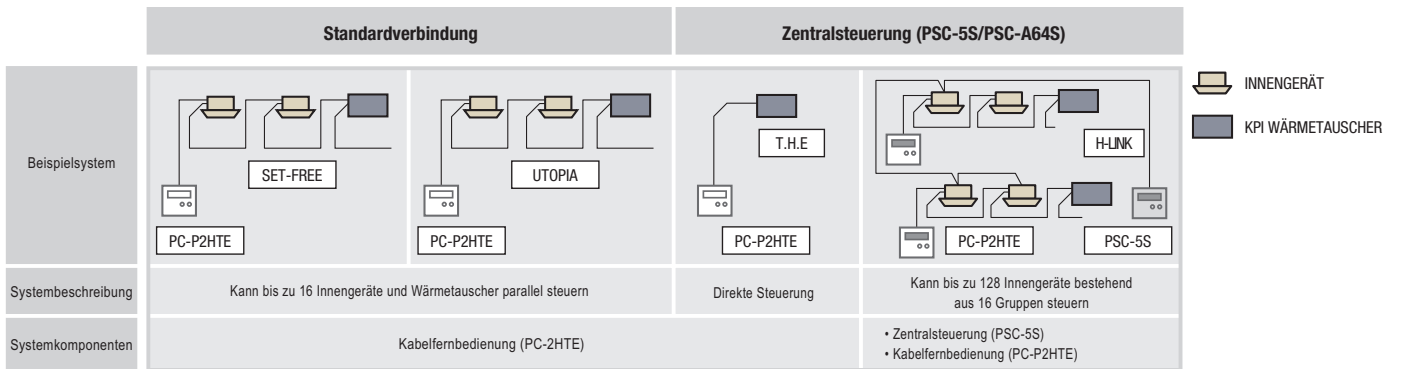 Standardverbindung
Zentralsteuerung (PSC-5S/PSC-A64S)
Beispielsystem
SET-FREE
PC-P2HTE
UTOPIA
PC-P2HTE
T.H.E
PC-P2HTE
H-LINK
PC-P2HTE
PSC-5S
INNENGERÄT
KPI WÄRMETAUSCHER
Systembeschreibung
Kann bis zu 16 Innengeräte und Wärmetauscher parallel steuern
Direkte Steuerung
Kann bis zu 128 Innengeräte bestehend
aus 16 Gruppen steuern
Systemkomponenten
Kabelfernbedienung (PC-2HTE)
• Zentralsteuerung (PSC-5S)
• Kabelfernbedienung (PC-P2HTE)